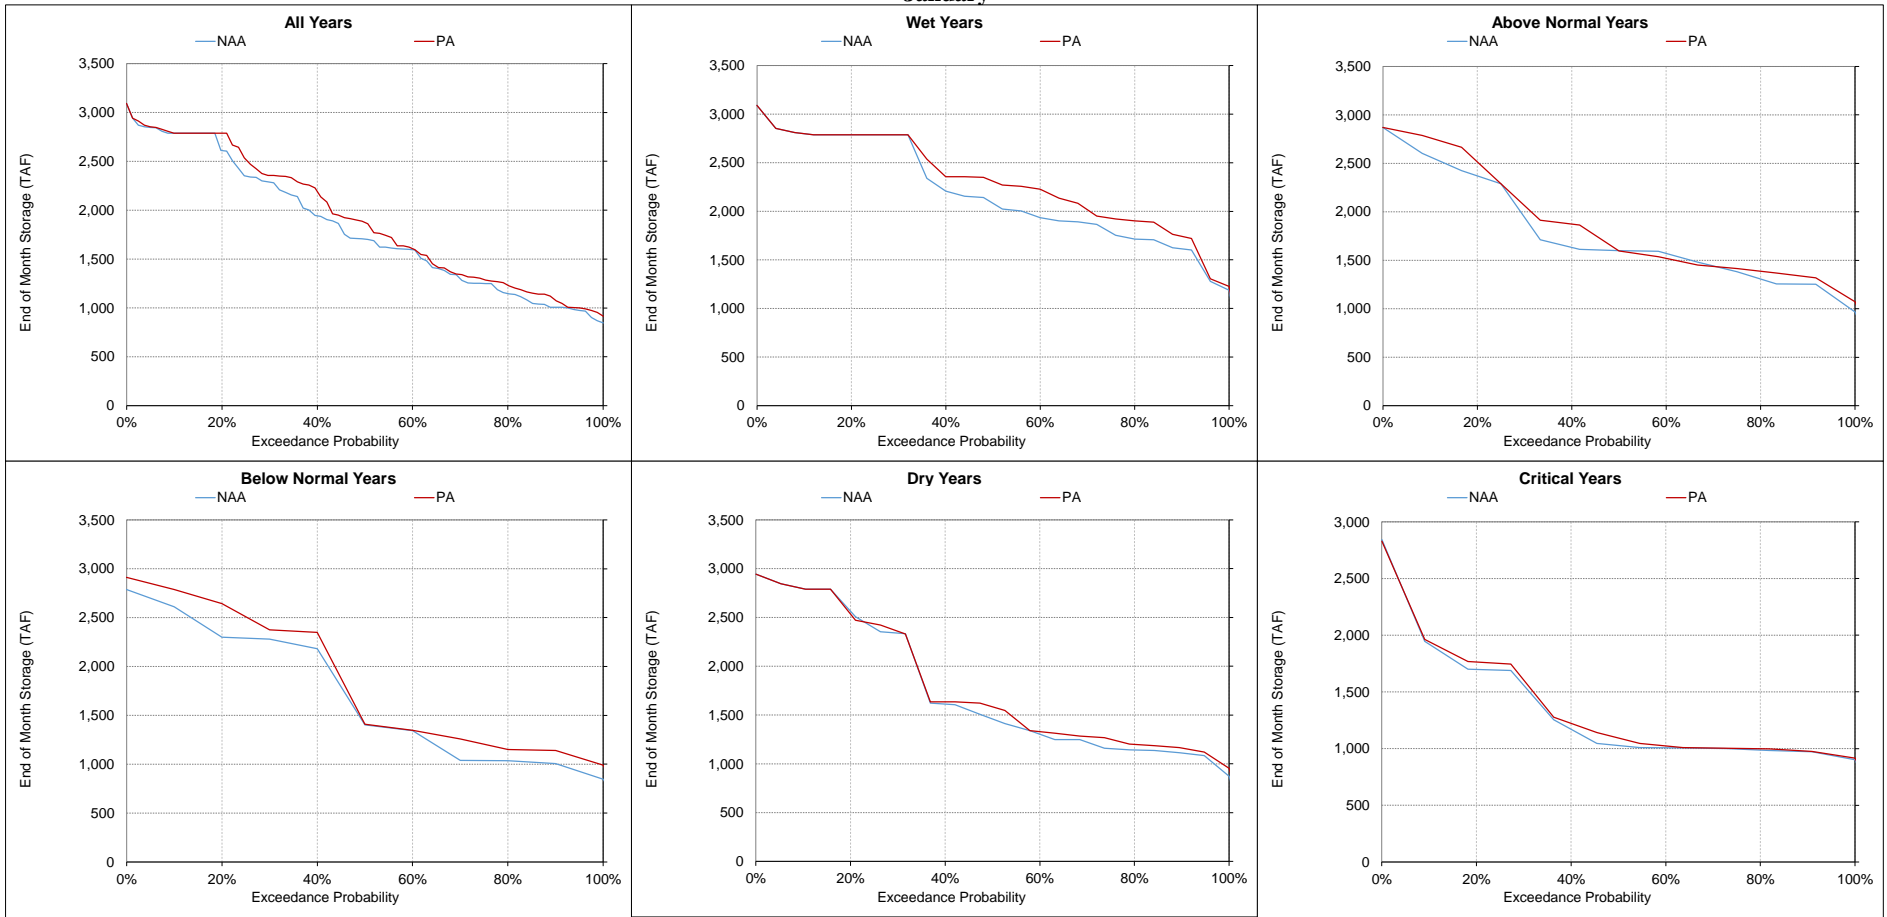 All Years
NAA PA
3,500
3,000
2,500
2,000
1,500
1,000
500
0
0% 20% 40% 60% 80% 100%
End of Month Storage (TAF)
Exceedance Probability
Wet Years
NAA PA
3,500
3,000
2,500
2,000
1,500
1,000
500
0
0% 20% 40% 60% 80% 100%
End of Month Storage (TAF)
Exceedance Probability
Above Normal Years
NAA PA
3,500
3,000
2,500
2,000
1,500
1,000
500
0
0% 20% 40% 60% 80% 100%
End of Month Storage (TAF)
Exceedance Probability
Below Normal Years
NAA PA
3,500
3,000
2,500
2,000
1,500
1,000
500
0
0% 20% 40% 60% 80% 100%
End of Month Storage (TAF)
Exceedance Probability
Dry Years
NAA PA
3,500
3,000
2,500
2,000
1,500
1,000
500
0
0% 20% 40% 60% 80% 100%
End of Month Storage (TAF)
Exceedance Probability
Critical Years
NAA PA
3,000
2,500
2,000
1,500
1,000
500
0
0% 20% 40% 60% 80% 100%
End of Month Storage (TAF)
Exceedance Probability